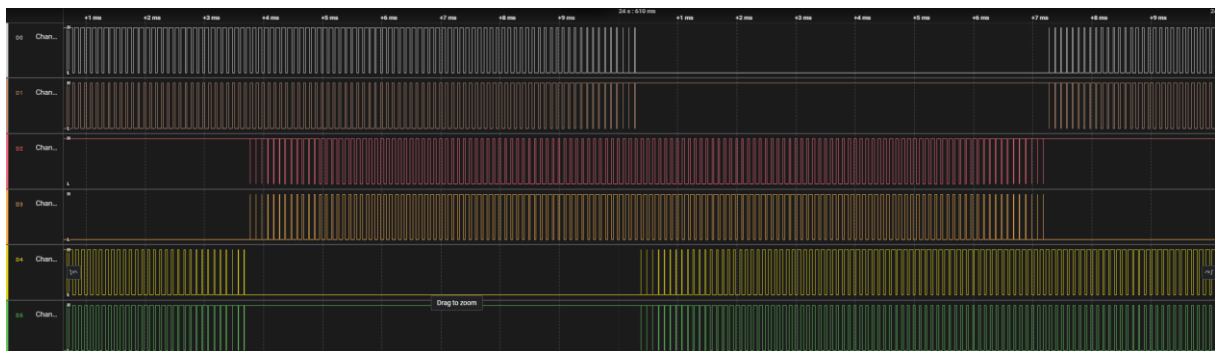 24 s : 610 ms
+1 ms +2 ms +3 ms +4 ms +5 ms +6 ms +7 ms +8 ms +9 ms +1 ms +2 ms +3 ms +4 ms +5 ms +6 ms +7 ms +8 ms +9 ms
D0 Chan...
D1 Chan...
D2 Chan...
D3 Chan...
D4 Chan...
Drag to zoom
D5 Chan...